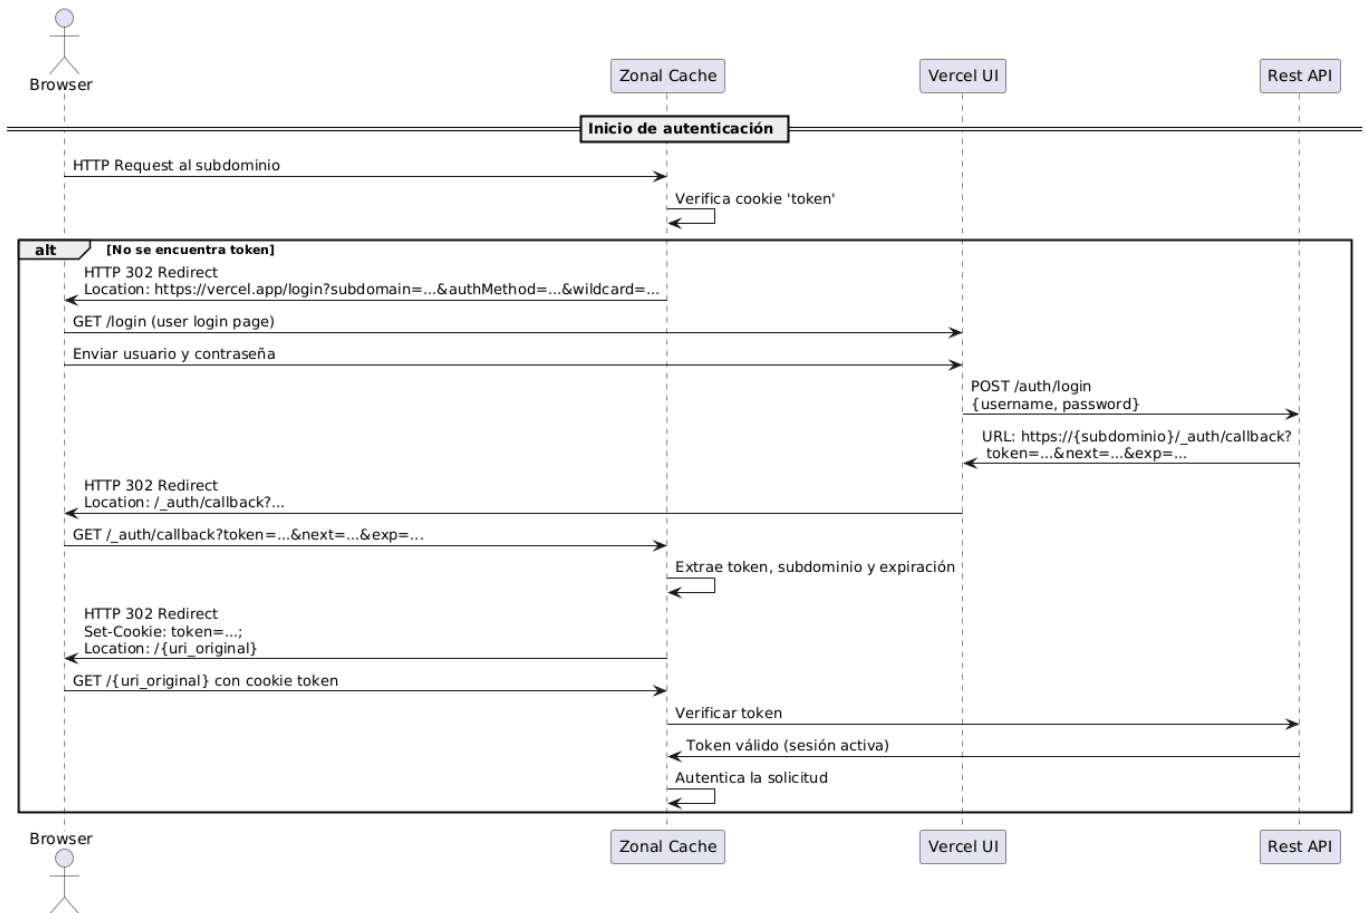 Browser
Zonal Cache
Vercel UI
Rest API
Inicio de autenticación
HTTP Request al subdominio
Verifica cookie 'token'
alt
[No se encuentra token]
HTTP 302 Redirect
Location: https://vercel.app/login?subdomain=...&authMethod=...&wildcard=...
GET /login (user login page)
Enviar usuario y contraseña
POST /auth/login
{username, password}
URL: https://{subdominio}/_auth/callback?
token=...&next=...&exp=...
HTTP 302 Redirect
Location: /_auth/callback?...
GET /_auth/callback?token=...&next=...&exp=...
Extrae token, subdominio y expiración
HTTP 302 Redirect
Set-Cookie: token=...;
Location: /{uri_original}
GET /{uri_original} con cookie token
Verificar token
Token válido (sesión activa)
Autentica la solicitud
Browser
Zonal Cache
Vercel UI
Rest API